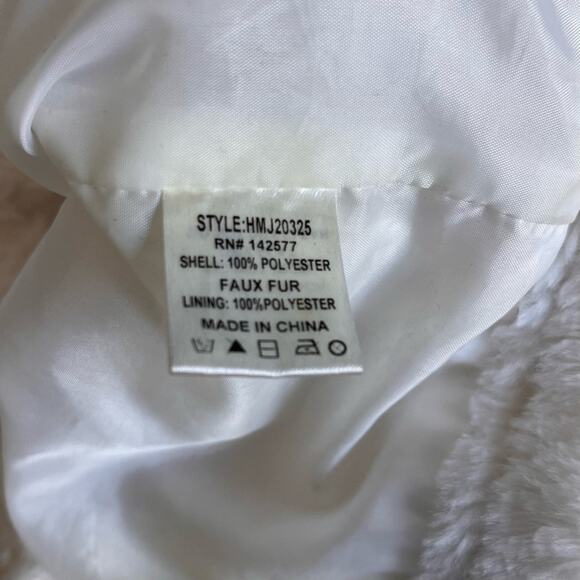 STYLE:HMJ20325
RN# 142577
SHELL: 100% POLYESTER
FAUX FUR
LINING: 100%POLYESTER
MADE IN CHINA